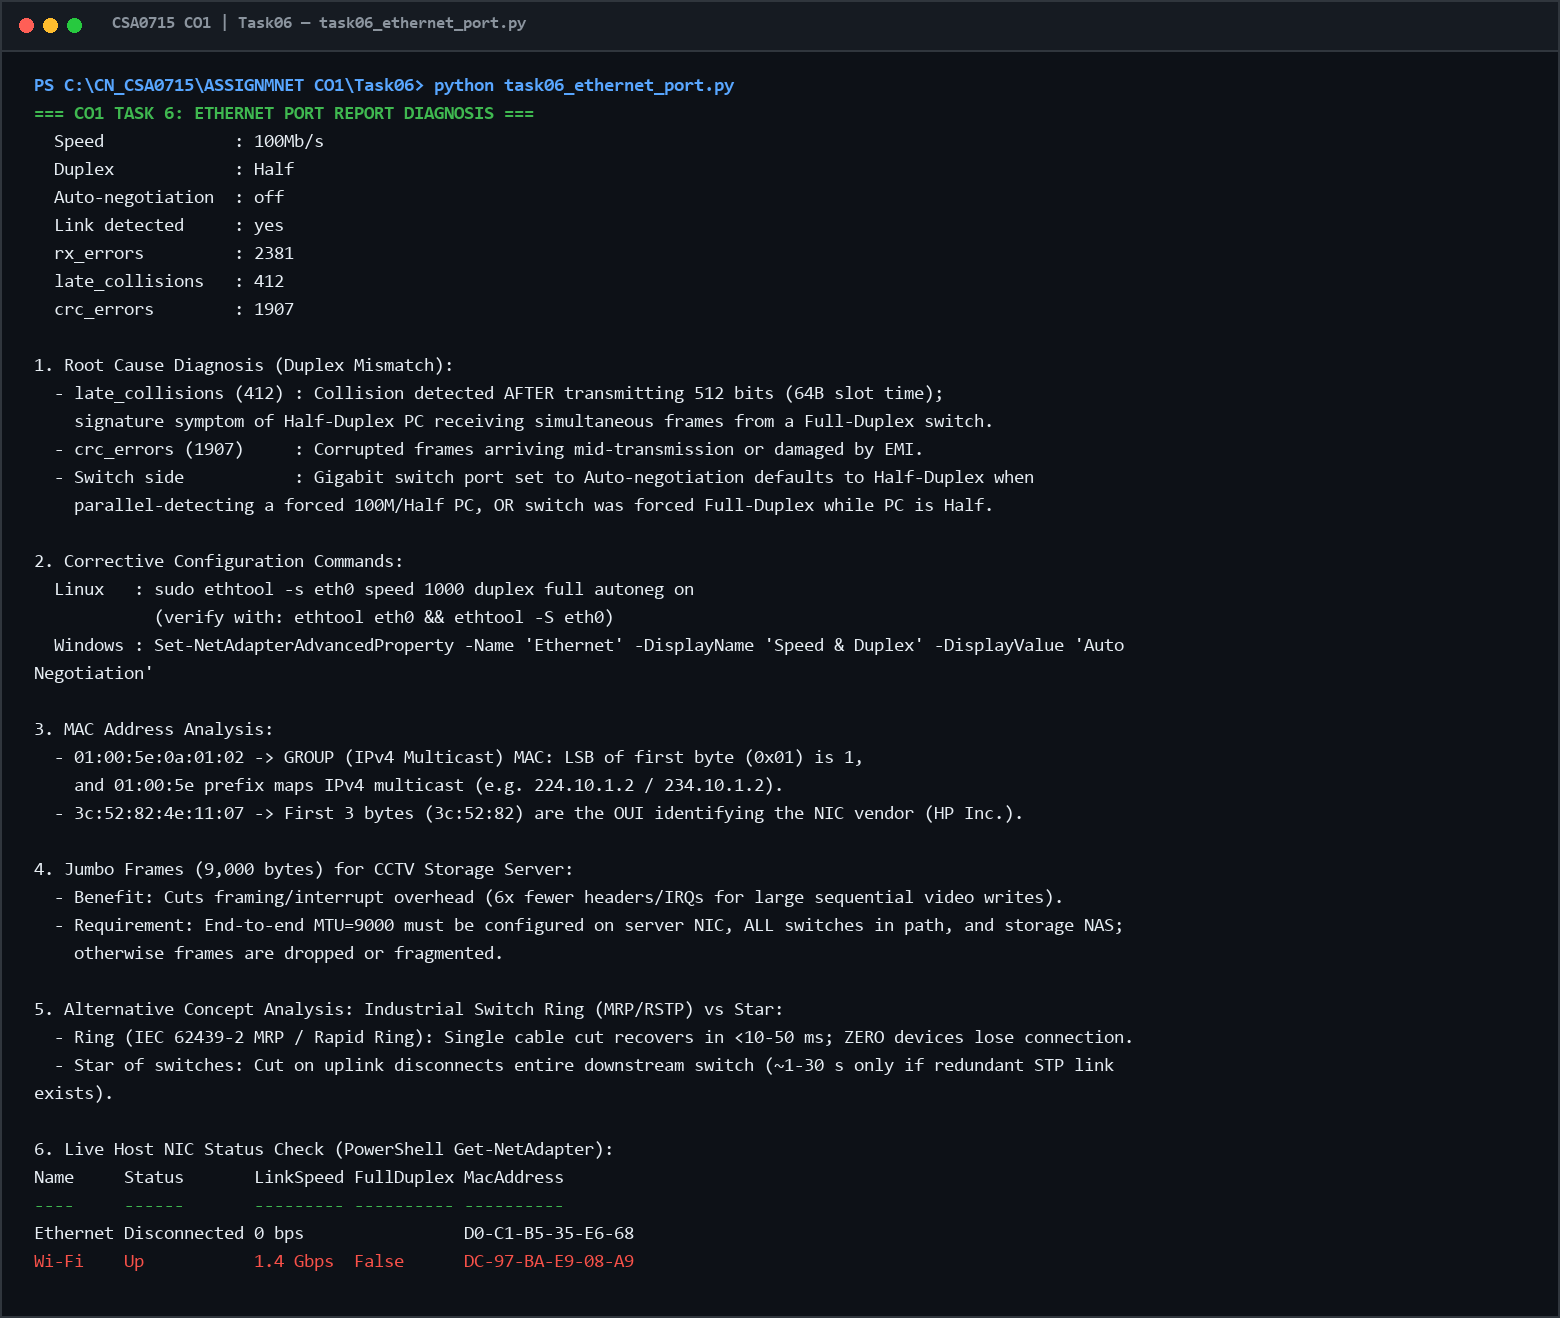 CSA0715 CO1 | Task06 — task06_ethernet_port.py
PS C:\CN_CSA0715\ASSIGNMNET CO1\Task06> python task06_ethernet_port.py
=== CO1 TASK 6: ETHERNET PORT REPORT DIAGNOSIS ===
  Speed             : 100Mb/s
  Duplex            : Half
  Auto-negotiation  : off
  Link detected     : yes
  rx_errors         : 2381
  late_collisions   : 412
  crc_errors        : 1907

1. Root Cause Diagnosis (Duplex Mismatch):
  - late_collisions (412) : Collision detected AFTER transmitting 512 bits (64B slot time);
    signature symptom of Half-Duplex PC receiving simultaneous frames from a Full-Duplex switch.
  - crc_errors (1907)     : Corrupted frames arriving mid-transmission or damaged by EMI.
  - Switch side           : Gigabit switch port set to Auto-negotiation defaults to Half-Duplex when
    parallel-detecting a forced 100M/Half PC, OR switch was forced Full-Duplex while PC is Half.

2. Corrective Configuration Commands:
  Linux   : sudo ethtool -s eth0 speed 1000 duplex full autoneg on
            (verify with: ethtool eth0 && ethtool -S eth0)
  Windows : Set-NetAdapterAdvancedProperty -Name 'Ethernet' -DisplayName 'Speed & Duplex' -DisplayValue 'Auto
Negotiation'

3. MAC Address Analysis:
  - 01:00:5e:0a:01:02 -> GROUP (IPv4 Multicast) MAC: LSB of first byte (0x01) is 1,
    and 01:00:5e prefix maps IPv4 multicast (e.g. 224.10.1.2 / 234.10.1.2).
  - 3c:52:82:4e:11:07 -> First 3 bytes (3c:52:82) are the OUI identifying the NIC vendor (HP Inc.).

4. Jumbo Frames (9,000 bytes) for CCTV Storage Server:
  - Benefit: Cuts framing/interrupt overhead (6x fewer headers/IRQs for large sequential video writes).
  - Requirement: End-to-end MTU=9000 must be configured on server NIC, ALL switches in path, and storage NAS;
    otherwise frames are dropped or fragmented.

5. Alternative Concept Analysis: Industrial Switch Ring (MRP/RSTP) vs Star:
  - Ring (IEC 62439-2 MRP / Rapid Ring): Single cable cut recovers in <10-50 ms; ZERO devices lose connection.
  - Star of switches: Cut on uplink disconnects entire downstream switch (~1-30 s only if redundant STP link
exists).

6. Live Host NIC Status Check (PowerShell Get-NetAdapter):
Name     Status       LinkSpeed FullDuplex MacAddress
----     ------       --------- ---------- ----------
Ethernet Disconnected 0 bps                D0-C1-B5-35-E6-68
Wi-Fi    Up           1.4 Gbps  False      DC-97-BA-E9-08-A9